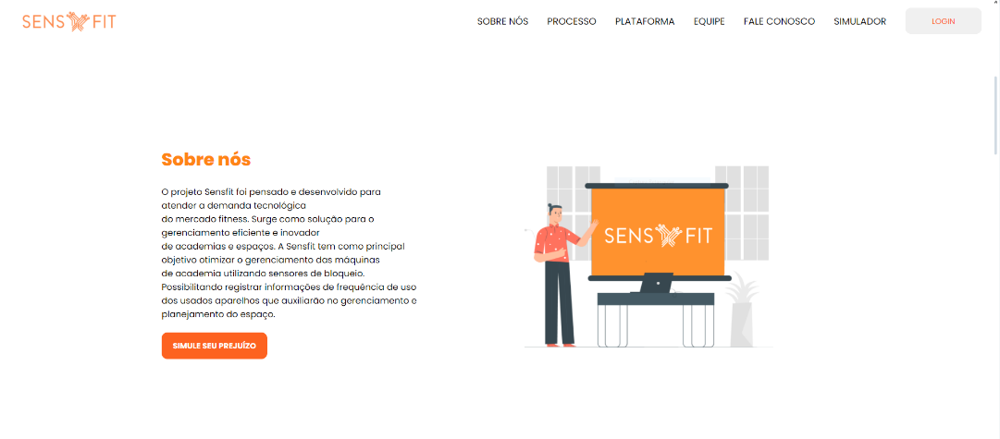 SENS FIT
SOBRE NÓS PROCESSO PLATAFORMA EQUIPE FALE CONOSCO SIMULADOR LOGIN
Sobre nós
O projeto Sensfit foi pensado e desenvolvido para
atender a demanda tecnológica
do mercado fitness. Surge como solução para o
gerenciamento eficiente e inovador
de academias e espaços. A Sensfit tem como principal
objetivo otimizar o gerenciamento das máquinas
de academia utilizando sensores de bloqueio.
Possibilitando registrar informações de frequência de uso
dos usados aparelhos que auxiliarão no gerenciamento e
planejamento do espaço.
SIMULE SEU PREJUÍZO
SENS FIT